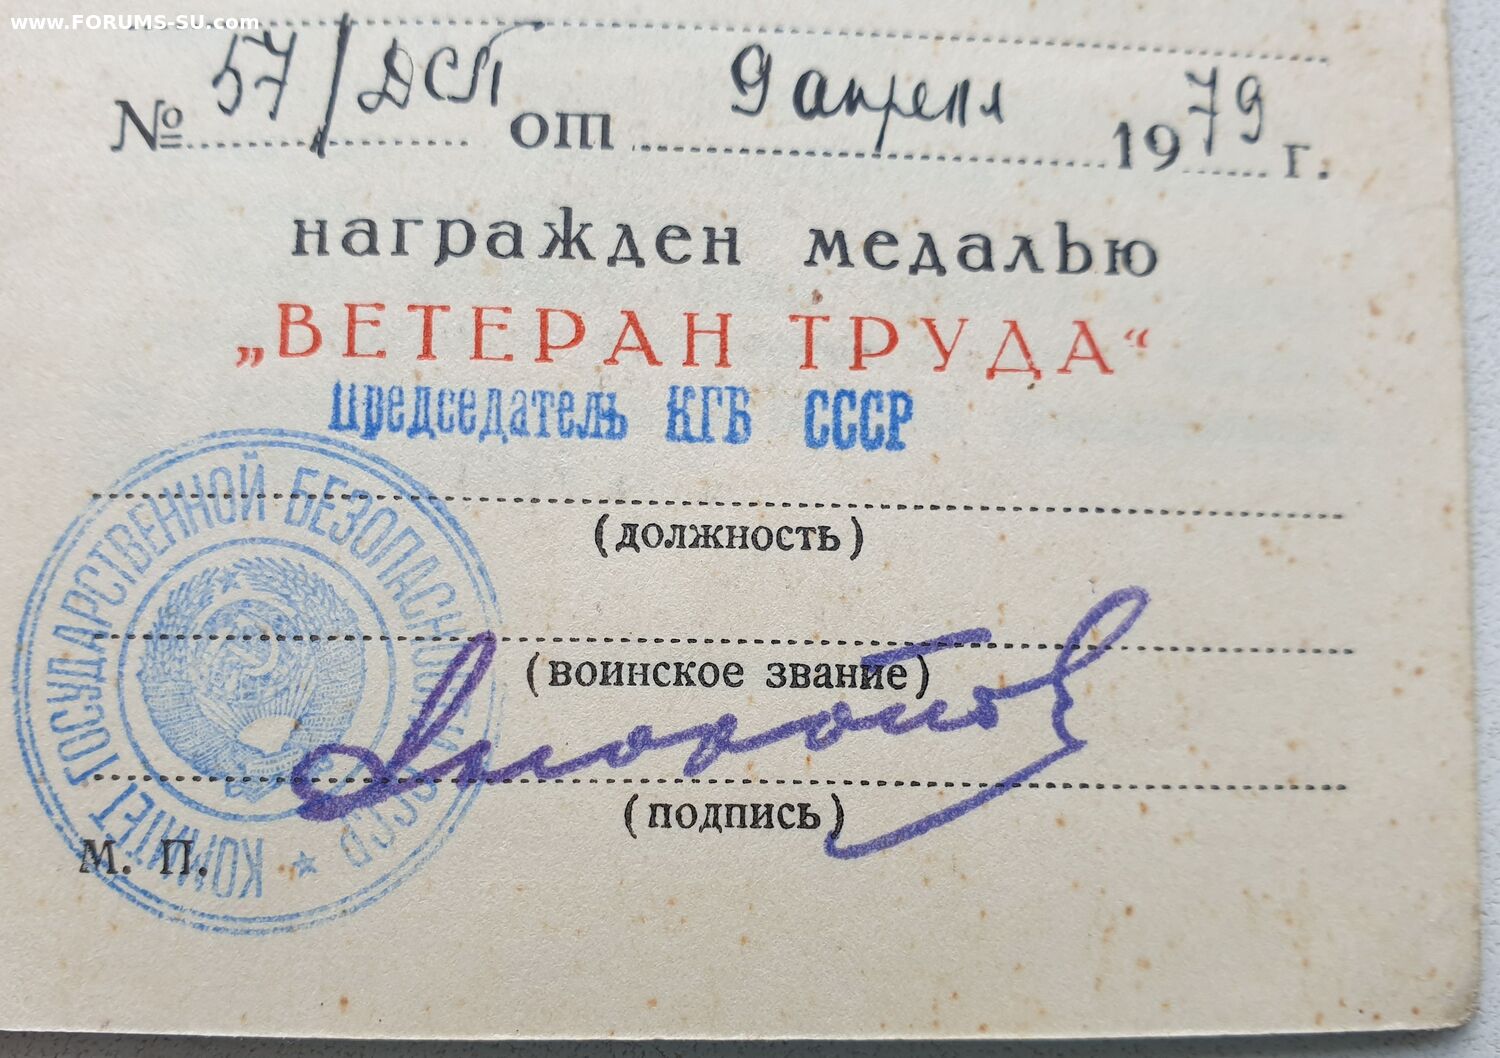 www.FORUMS-SU.com
№ 57/ДСП от 9 апреля 1979 г.
награжден медалью
„ВЕТЕРАН ТРУДА“
Председатель КГБ СССР
(должность)
(воинское звание)
(подпись)
М. П.
КОМИТЕТ ГОСУДАРСТВЕННОЙ БЕЗОПАСНОСТИ СССР